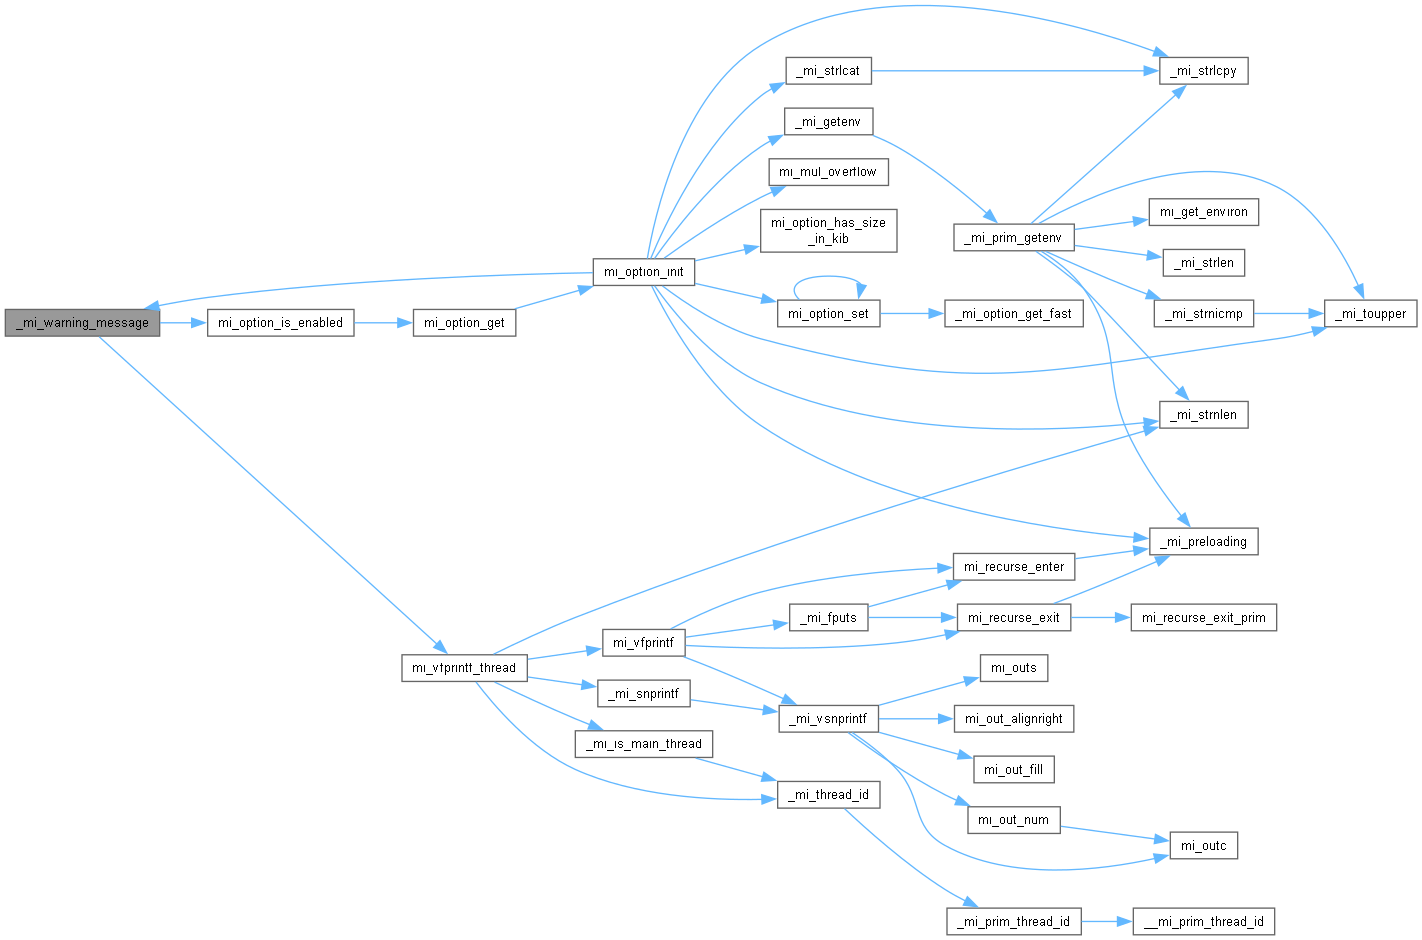 _mi_strlcat
_mi_strlcpy
_mi_getenv
mi_mul_overflow
mi_option_has_size
_in_kib
mi_get_environ
_mi_prim_getenv
_mi_strlen
mi_option_init
_mi_warning_message
mi_option_is_enabled
mi_option_get
mi_option_set
_mi_option_get_fast
_mi_strnicmp
_mi_toupper
_mi_strnlen
_mi_preloading
mi_recurse_enter
_mi_fputs
mi_recurse_exit
mi_recurse_exit_prim
mi_vfprintf
mi_vfprintf_thread
mi_outs
_mi_snprintf
_mi_vsnprintf
mi_out_alignright
_mi_is_main_thread
mi_out_fill
_mi_thread_id
mi_out_num
mi_outc
_mi_prim_thread_id
__mi_prim_thread_id